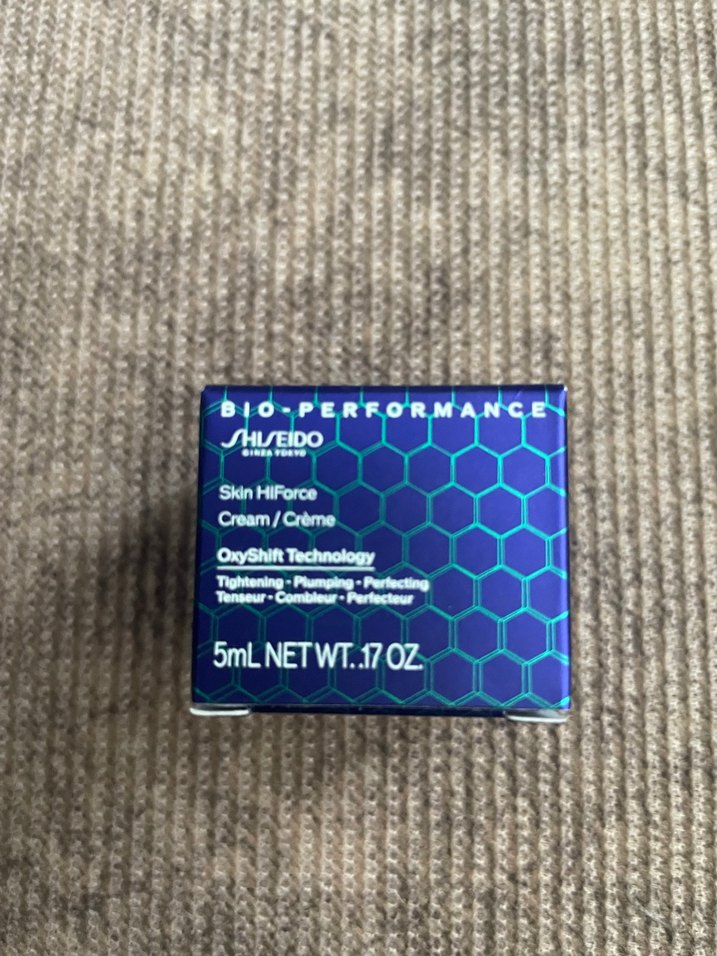 BIO-PERFORMANCE
SHISEIDO
GINZA TOKYO
Skin HIForce
Cream / Crème
OxyShift Technology
Tightening - Plumping - Perfecting
Tenseur - Combleur - Perfecteur
5mL NET WT. .17 OZ.